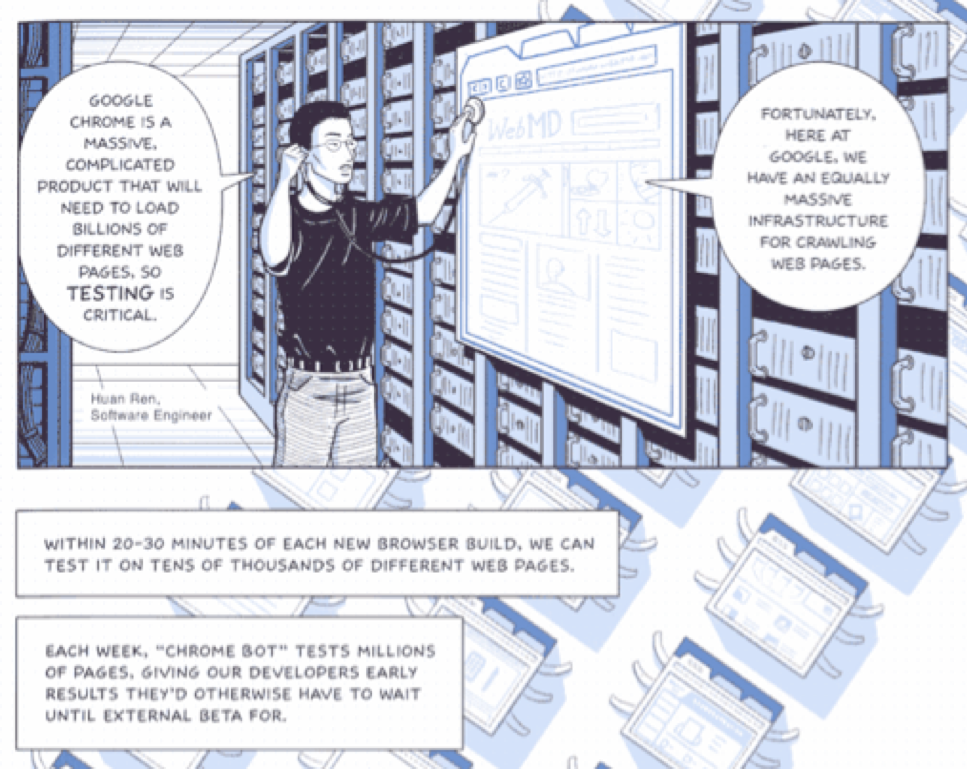 GOOGLE
CHROME IS A
MASSIVE,
COMPLICATED
PRODUCT THAT WILL
NEED TO LOAD
BILLIONS OF
DIFFERENT WEB
PAGES, SO
TESTING IS
CRITICAL.
Huan Ren,
Software Engineer
WebMD
FORTUNATELY,
HERE AT
GOOGLE, WE
HAVE AN EQUALLY
MASSIVE
INFRASTRUCTURE
FOR CRAWLING
WEB PAGES.
WITHIN 20-30 MINUTES OF EACH NEW BROWSER BUILD, WE CAN
TEST IT ON TENS OF THOUSANDS OF DIFFERENT WEB PAGES.
EACH WEEK, "CHROME BOT" TESTS MILLIONS
OF PAGES, GIVING OUR DEVELOPERS EARLY
RESULTS THEY'D OTHERWISE HAVE TO WAIT
UNTIL EXTERNAL BETA FOR.